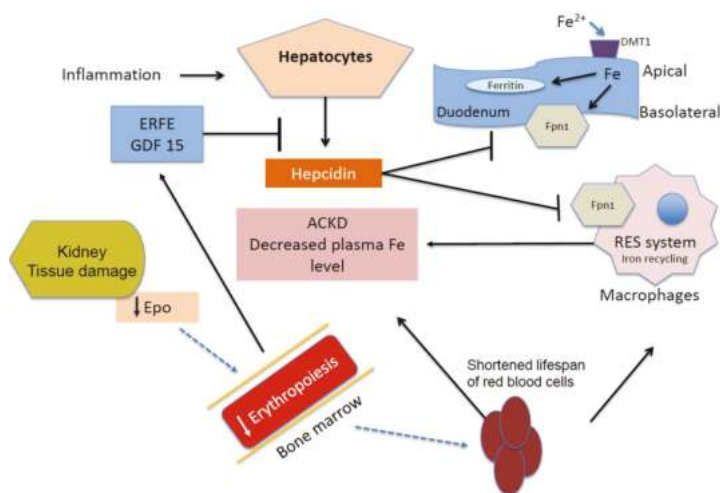 Fe2+
DMT1
Hepatocytes
Inflammation
Ferritin
Fe
Apical
Duodenum
Fpn1
Basolateral
ERFE
GDF 15
Hepcidin
Fpn1
RES system
Iron recycling
Macrophages
ACKD
Decreased plasma Fe
level
Kidney
Tissue damage
↓ Epo
↓ Erythropoiesis
Bone marrow
Shortened lifespan
of red blood cells